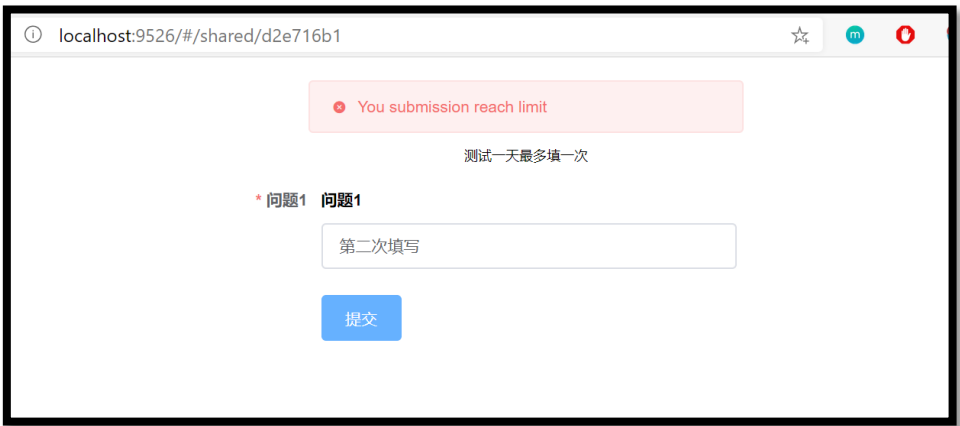 localhost:9526/#/shared/d2e716b1
m
You submission reach limit
测试一天最多填一次
* 问题1 问题1
第二次填写
提交